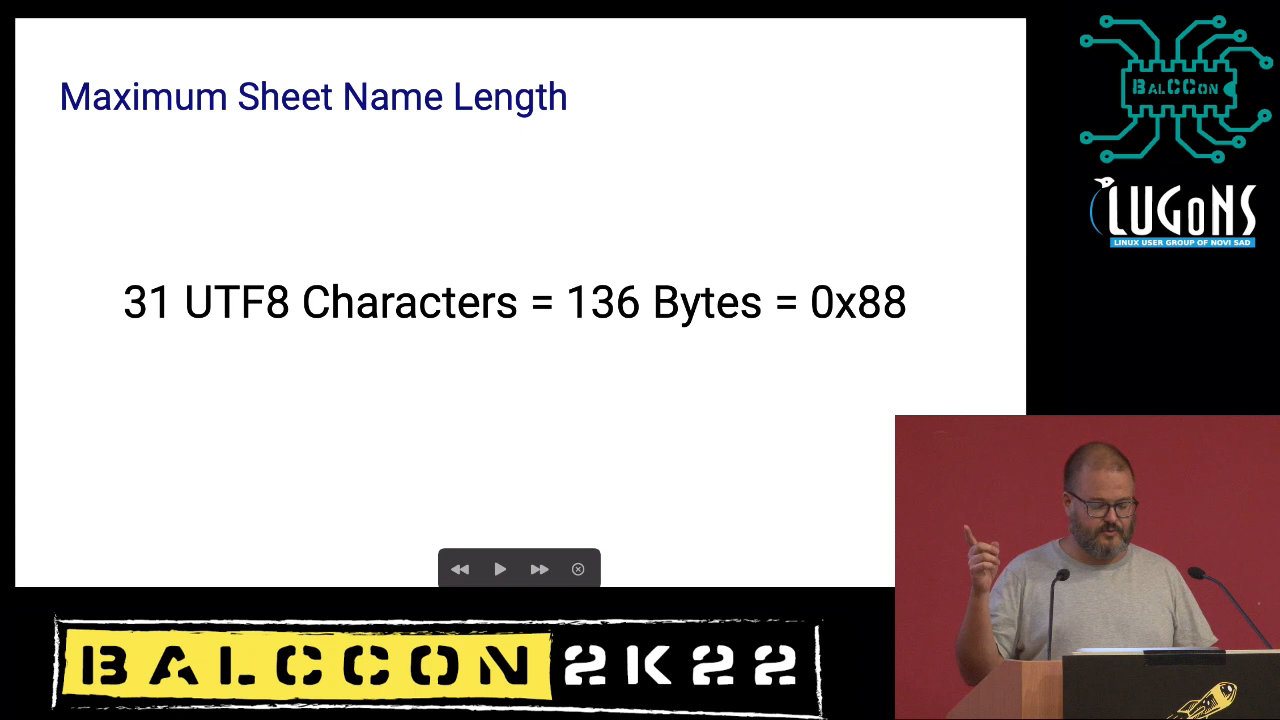 Maximum Sheet Name Length
31 UTF8 Characters = 136 Bytes = 0x88
BALCCON
LUGONS
LINUX USER GROUP OF NOVI SAD
BALCCON 2K22